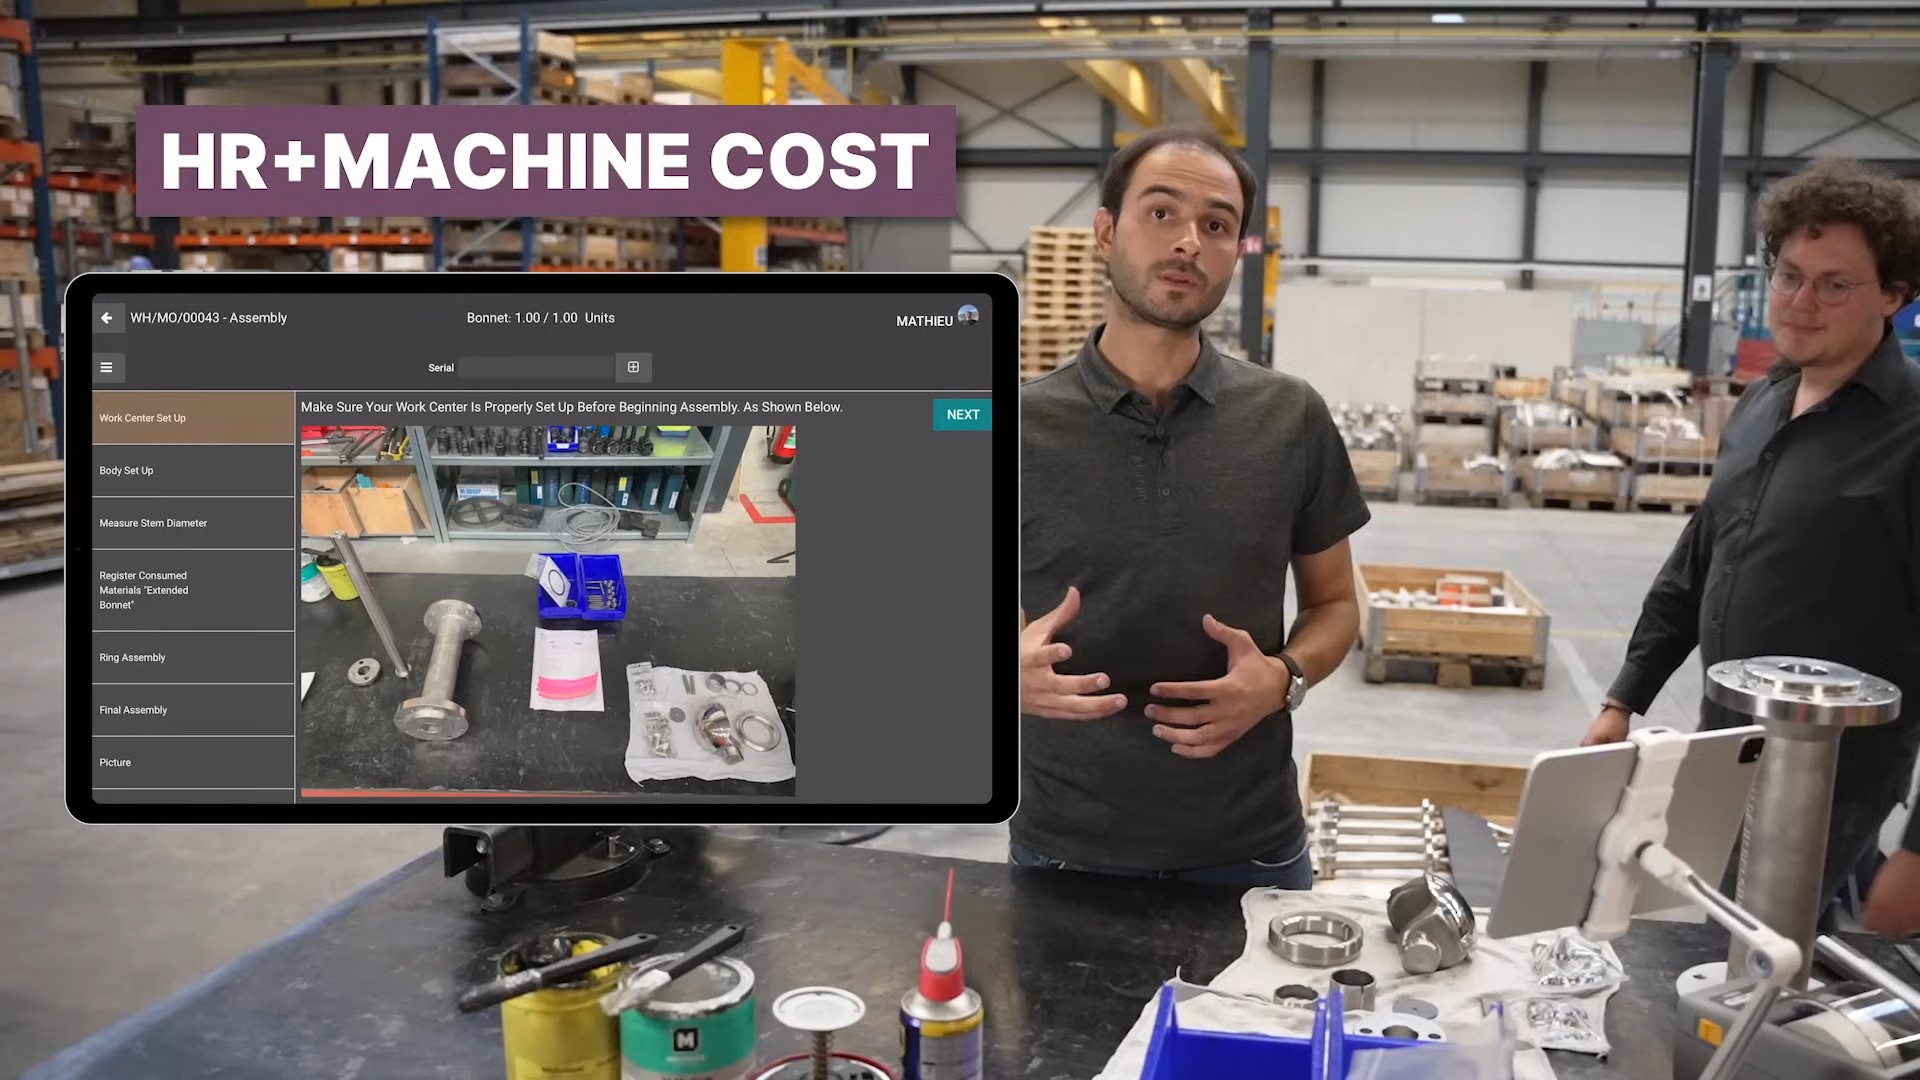 HR+MACHINE COST
WH/MO/00043 - Assembly
Bonnet: 1.00 / 1.00 Units
MATHIEU
Serial
Work Center Set Up
Make Sure Your Work Center Is Properly Set Up Before Beginning Assembly. As Shown Below.
NEXT
Body Set Up
Measure Stem Diameter
Register Consumed
Materials "Extended
Bonnet"
Ring Assembly
Final Assembly
Picture
M